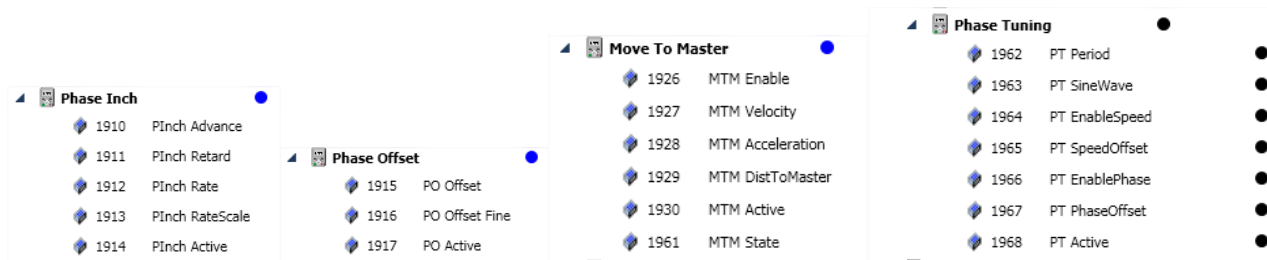 Phase Inch
1910 PInch Advance
1911 PInch Retard
1912 PInch Rate
1913 PInch RateScale
1914 PInch Active
Phase Offset
1915 PO Offset
1916 PO Offset Fine
1917 PO Active
Move To Master
1926 MTM Enable
1927 MTM Velocity
1928 MTM Acceleration
1929 MTM DistToMaster
1930 MTM Active
1961 MTM State
Phase Tuning
1962 PT Period
1963 PT SineWave
1964 PT EnableSpeed
1965 PT SpeedOffset
1966 PT EnablePhase
1967 PT PhaseOffset
1968 PT Active